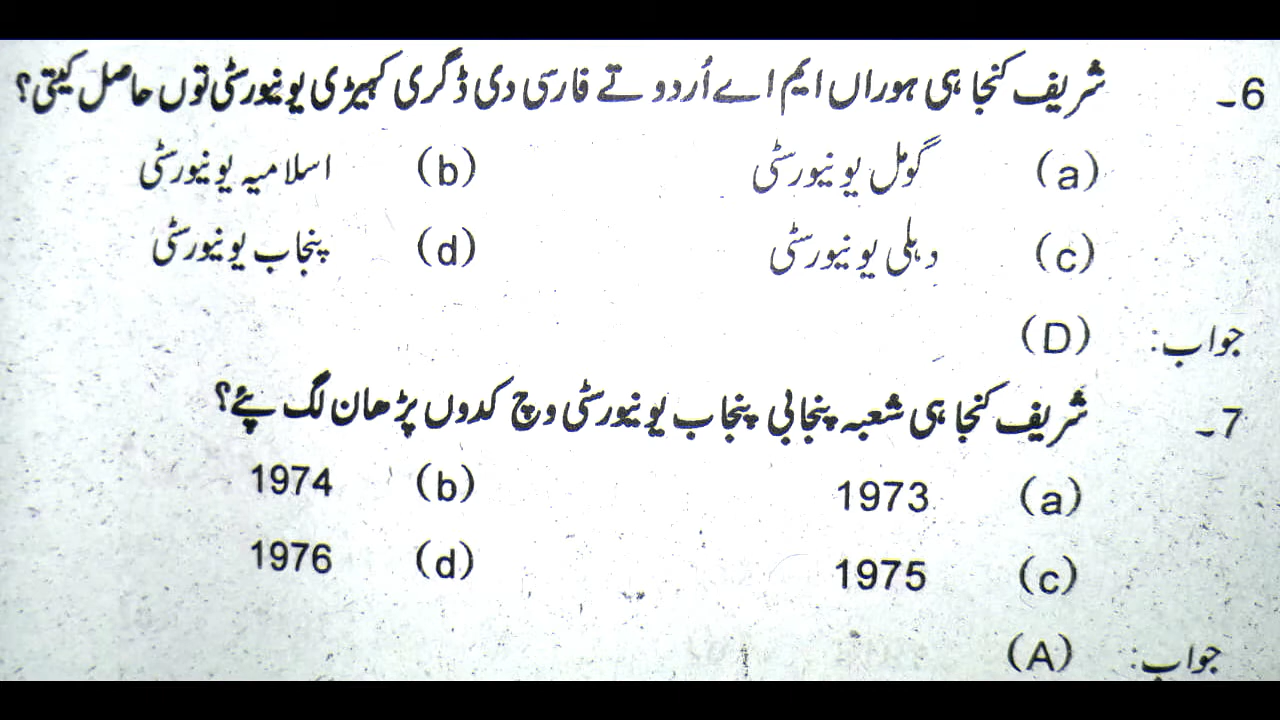 6۔ شریف کنجاہی ہوراں ایم اے اُردو تے فارسی دی ڈگری کہیڑی یونیورسٹی توں حاصل کیتی؟
(a) گومل یونیورسٹی (b) اسلامیہ یونیورسٹی
(c) دہلی یونیورسٹی (d) پنجاب یونیورسٹی
جواب: (D)
7۔ شریف کنجاہی شعبہ پنجابی پنجاب یونیورسٹی وچ کدوں پڑھان لگ پئے؟
(a) 1973 (b) 1974
(c) 1975 (d) 1976
جواب: (A)